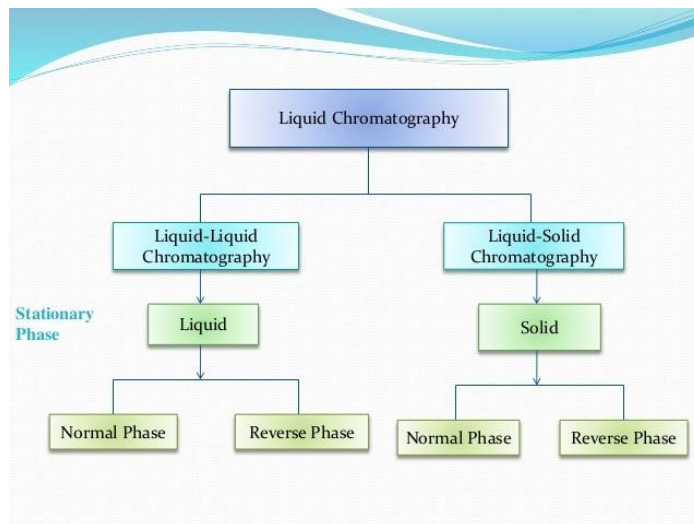 Liquid Chromatography
Liquid-Liquid
Chromatography
Liquid-Solid
Chromatography
Stationary
Phase
Liquid
Solid
Normal Phase
Reverse Phase
Normal Phase
Reverse Phase